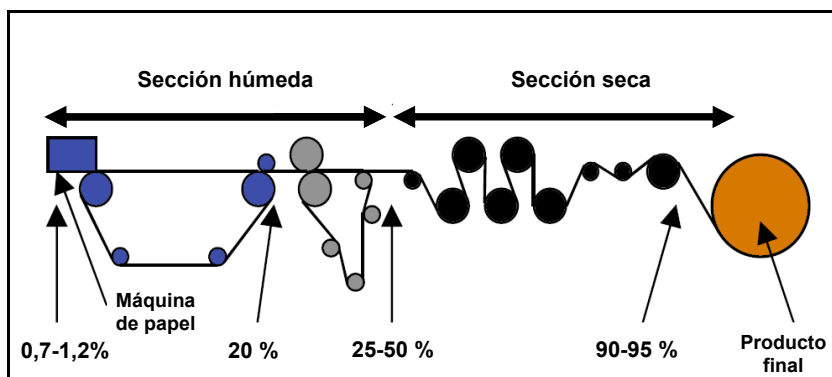 Sección húmeda
Sección seca
Máquina
de papel
0,7-1,2%
20 %
25-50 %
90-95 %
Producto
final